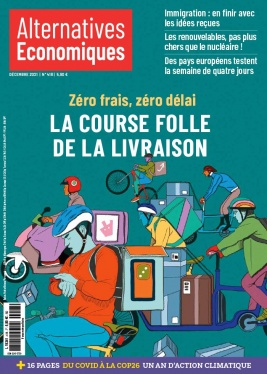 Alternatives
Economiques
Immigration : en finir avec
les idées reçues
Les renouvelables, pas plus
chers que le nucléaire !
Des pays européens testent
la semaine de quatre jours
DÉCEMBRE 2021 | N° 418 |
Zéro frais, zéro délai
LA COURSE FOLLE
DE LA LIVRAISON
+ 16 PAGES DU COVID À LA COP26 UN AN D'ACTION CLIMATIQUE